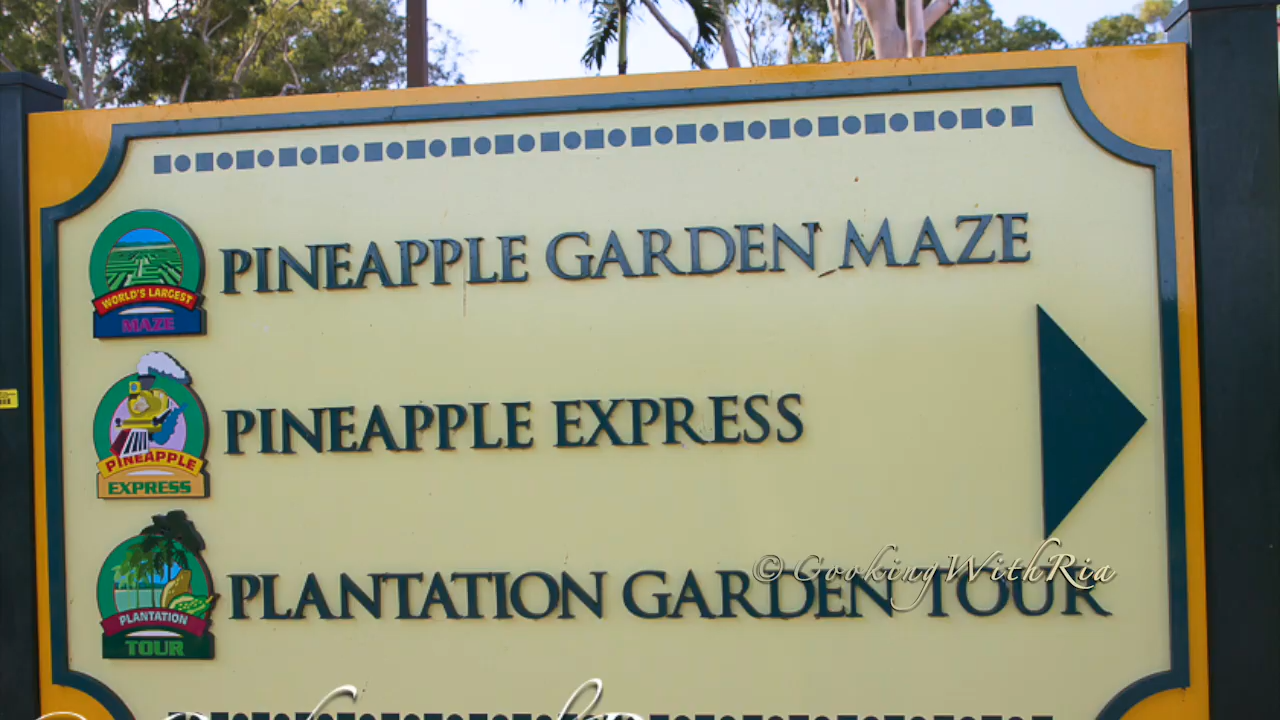 WORLD'S LARGEST
MAZE
PINEAPPLE GARDEN MAZE
PINEAPPLE
EXPRESS
PINEAPPLE EXPRESS
PLANTATION
TOUR
PLANTATION GARDEN TOUR
© CookingWithRia